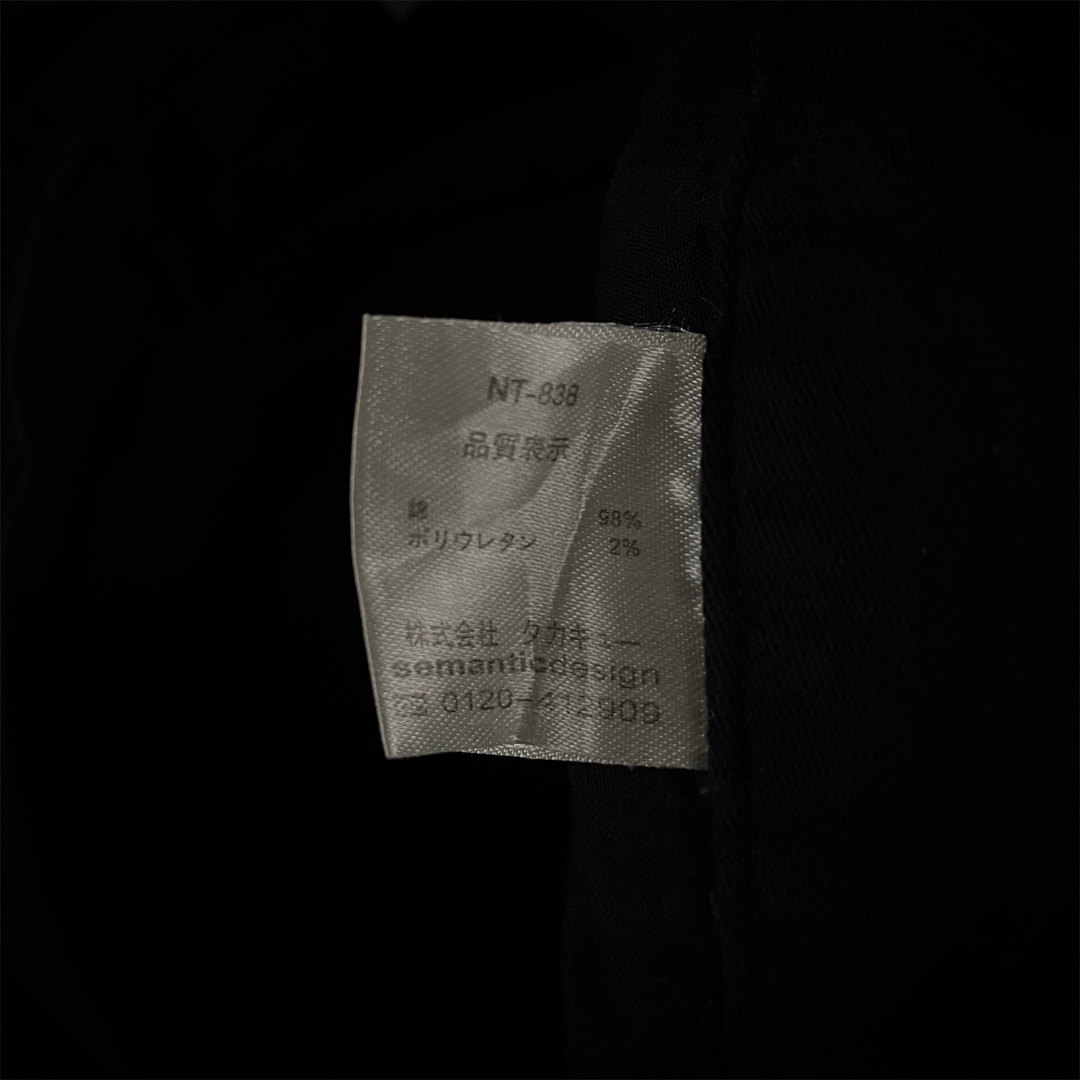 NT-838
品質表示
綿 98%
ポリウレタン 2%
株式会社 タカキュー
semanticdesign
☎ 0120-412909